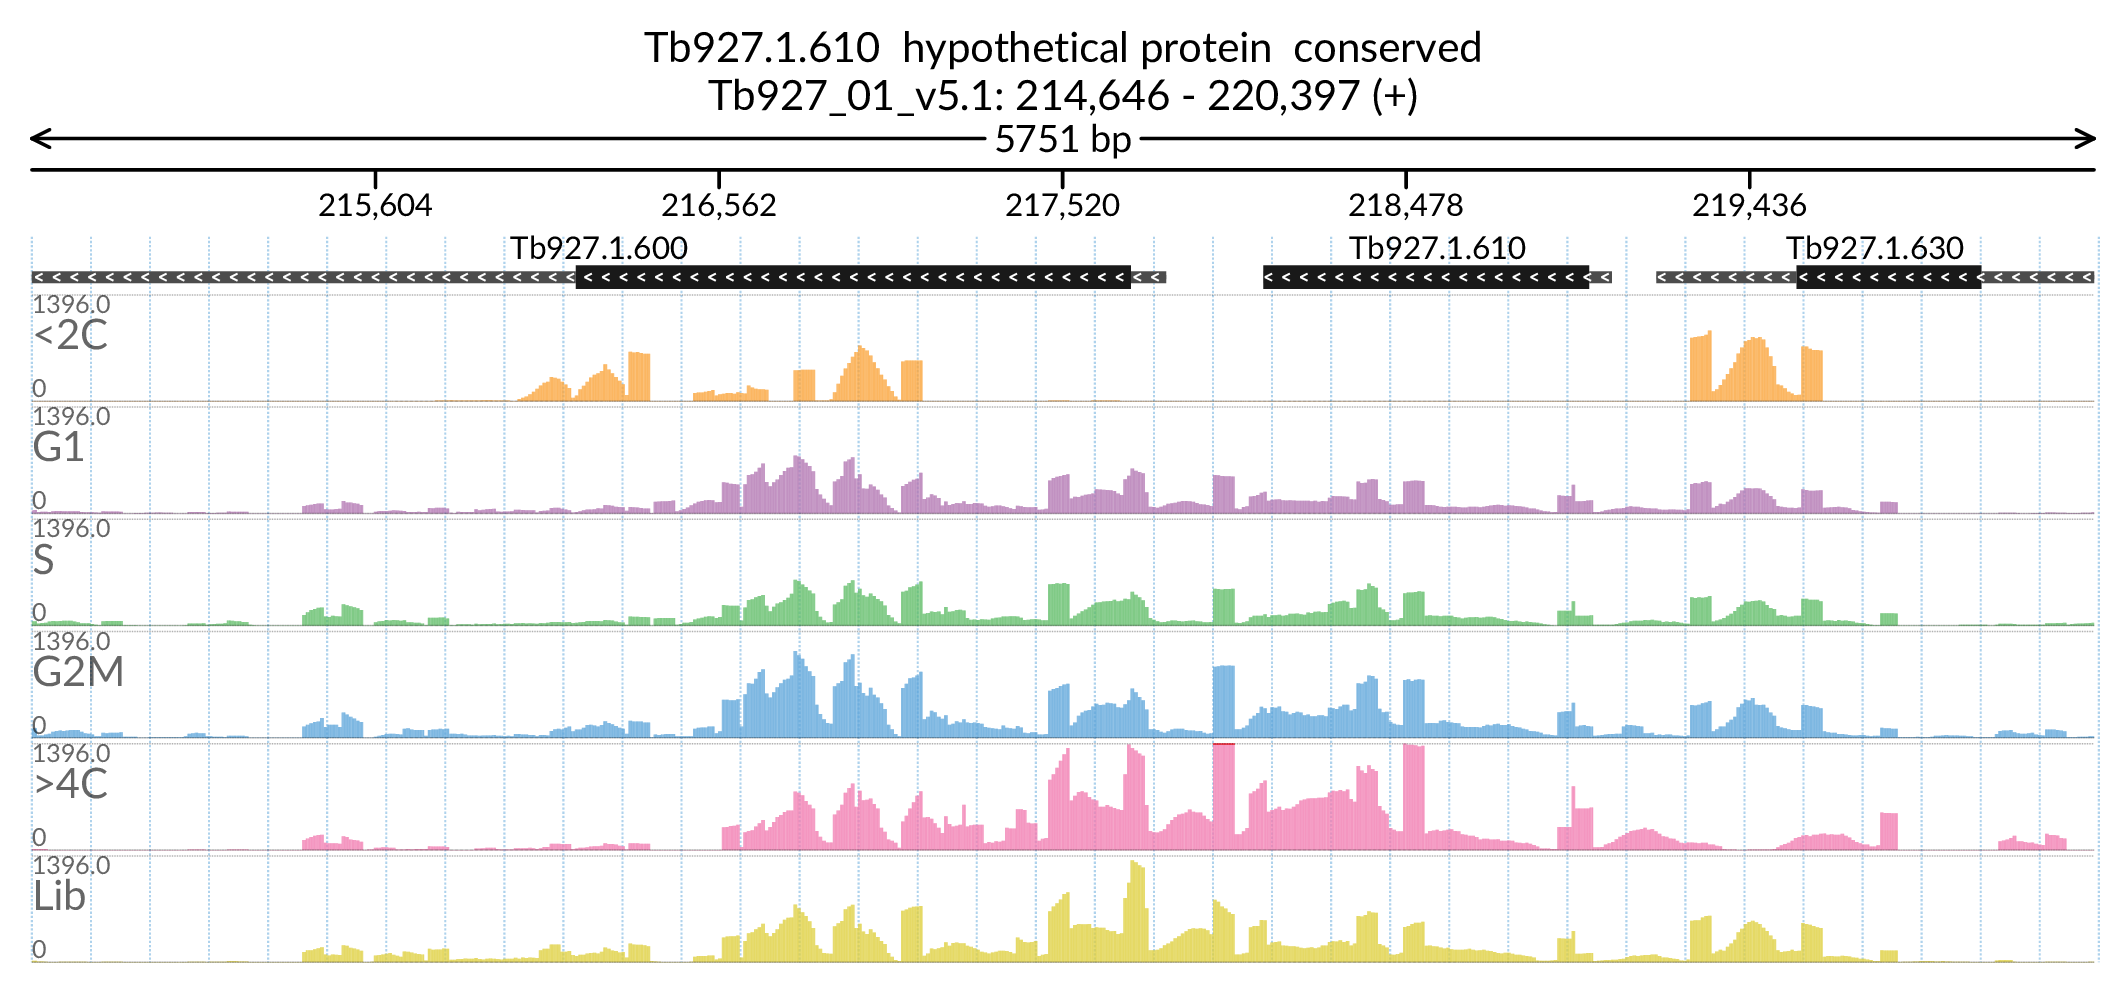 Tb927.1.610  hypothetical protein  conserved
Tb927_01_v5.1: 214,646 - 220,397 (+)
5751 bp
215,604 216,562 217,520 218,478 219,436
Tb927.1.600 Tb927.1.610 Tb927.1.630
1396.0
<2C
0
1396.0
G1
0
1396.0
S
0
1396.0
G2M
0
1396.0
>4C
0
1396.0
Lib
0